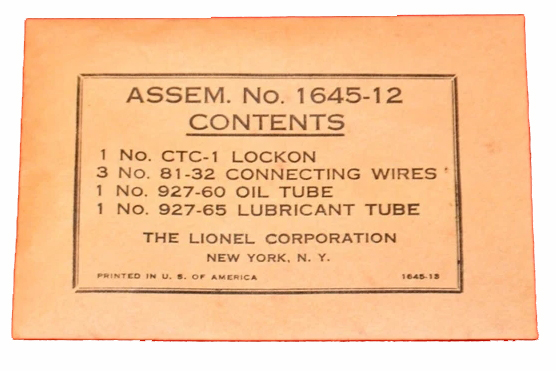 ASSEM. No. 1645-12
CONTENTS
1 No. CTC-1 LOCKON
3 No. 81-32 CONNECTING WIRES
1 No. 927-60 OIL TUBE
1 No. 927-65 LUBRICANT TUBE
THE LIONEL CORPORATION
NEW YORK, N. Y.
PRINTED IN U. S. OF AMERICA 1645-13